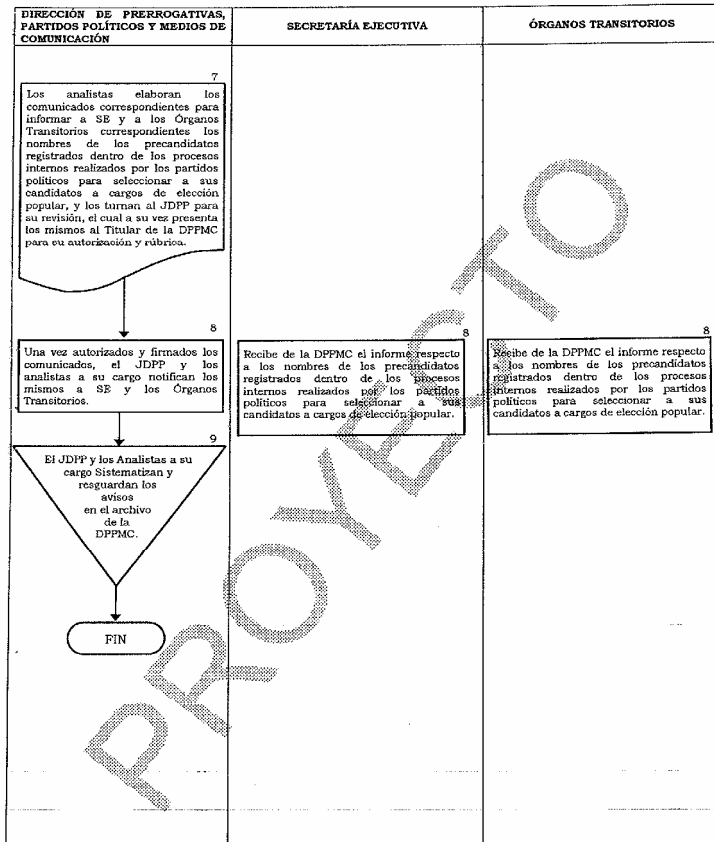 DIRECCIÓN DE PRERROGATIVAS,
PARTIDOS POLÍTICOS Y MEDIOS DE
COMUNICACIÓN
SECRETARÍA EJECUTIVA
ÓRGANOS TRANSITORIOS
7
Los analistas elaboran los
comunicados correspondientes para
informar a SE y a los Órganos
Transitorios correspondientes los
nombres de los precandidatos
registrados dentro de los procesos
internos realizados por los partidos
políticos para seleccionar a sus
candidatos a cargos de elección
popular, y los turnan al JDPP para
su revisión, el cual a su vez presenta
los mismos al Titular de la DPPMC
para su autorización y rúbrica.
8
Una vez autorizados y firmados los
comunicados, el JDPP y los
analistas a su cargo notifican los
mismos a SE y los Órganos
Transitorios.
8
Recibe de la DPPMC el informe respecto
a los nombres de los precandidatos
registrados dentro de los procesos
internos realizados por los partidos
políticos para seleccionar a sus
candidatos a cargos de elección popular.
8
Recibe de la DPPMC el informe respecto
a los nombres de los precandidatos
registrados dentro de los procesos
internos realizados por los partidos
políticos para seleccionar a sus
candidatos a cargos de elección popular.
9
El JDPP y los Analistas a su
cargo Sistematizan y
resguardan los
avisos
en el archivo
de la
DPPMC.
FIN
PROYECTO